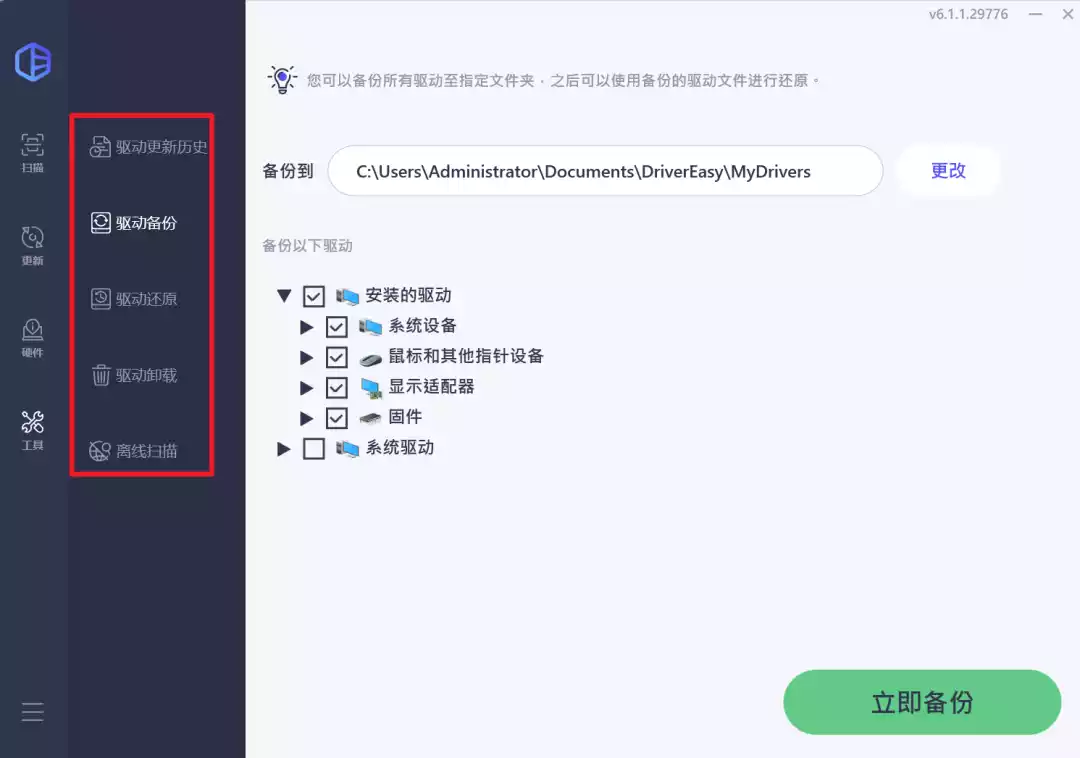 v6.1.1.29776
扫描
更新
硬件
工具
驱动更新历史
驱动备份
驱动还原
驱动卸载
离线扫描
您可以备份所有驱动至指定文件夹，之后可以使用备份的驱动文件进行还原。
备份到
C:\Users\Administrator\Documents\DriverEasy\MyDrivers
更改
备份以下驱动
安装的驱动
系统设备
鼠标和其他指针设备
显示适配器
固件
系统驱动
立即备份